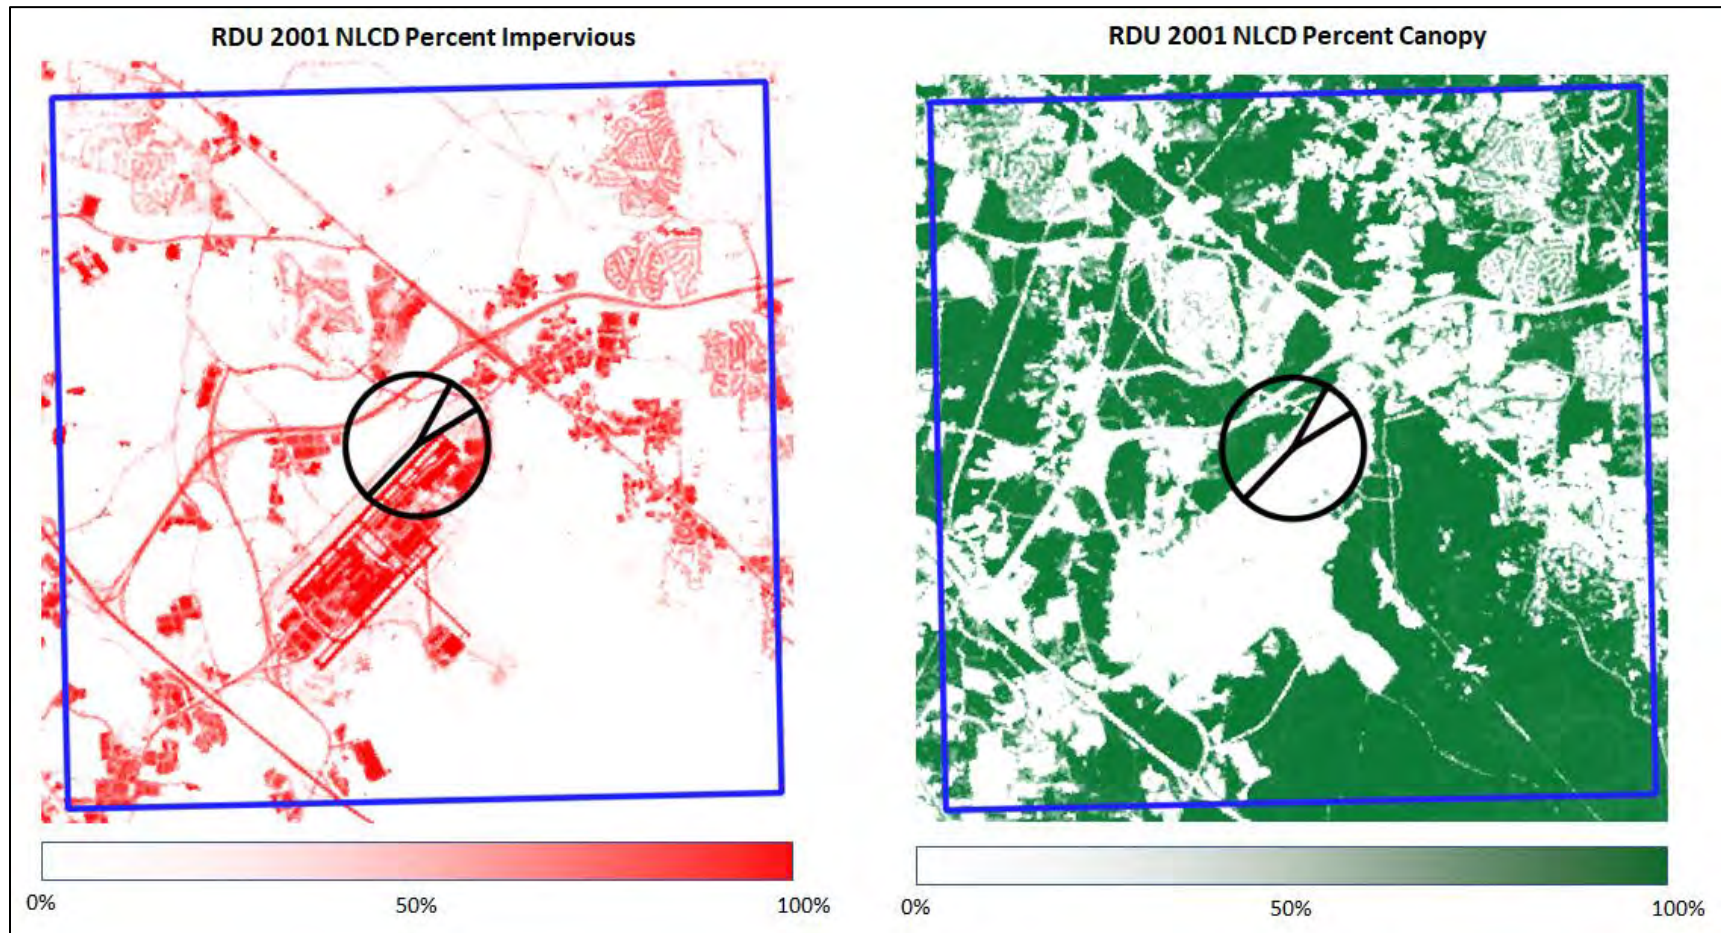 RDU 2001 NLCD Percent Impervious
RDU 2001 NLCD Percent Canopy
0% 50% 100%
0% 50% 100%